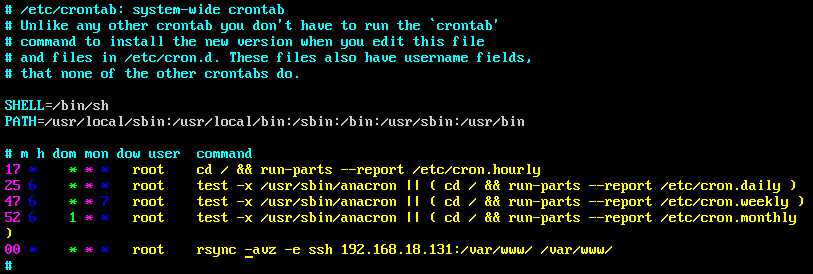 # /etc/crontab: system-wide crontab
# Unlike any other crontab you don't have to run the `crontab'
# command to install the new version when you edit this file
# and files in /etc/cron.d. These files also have username fields,
# that none of the other crontabs do.
SHELL=/bin/sh
PATH=/usr/local/sbin:/usr/local/bin:/sbin:/bin:/usr/sbin:/usr/bin
# m h dom mon dow user  command
17 *    * * *   root    cd / && run-parts --report /etc/cron.hourly
25 6    * * *   root    test -x /usr/sbin/anacron || ( cd / && run-parts --report /etc/cron.daily )
47 6    * * 7   root    test -x /usr/sbin/anacron || ( cd / && run-parts --report /etc/cron.weekly )
52 6    1 * *   root    test -x /usr/sbin/anacron || ( cd / && run-parts --report /etc/cron.monthly
)
00 *    * * *   root    rsync -avz -e ssh 192.168.18.131:/var/www/ /var/www/
#